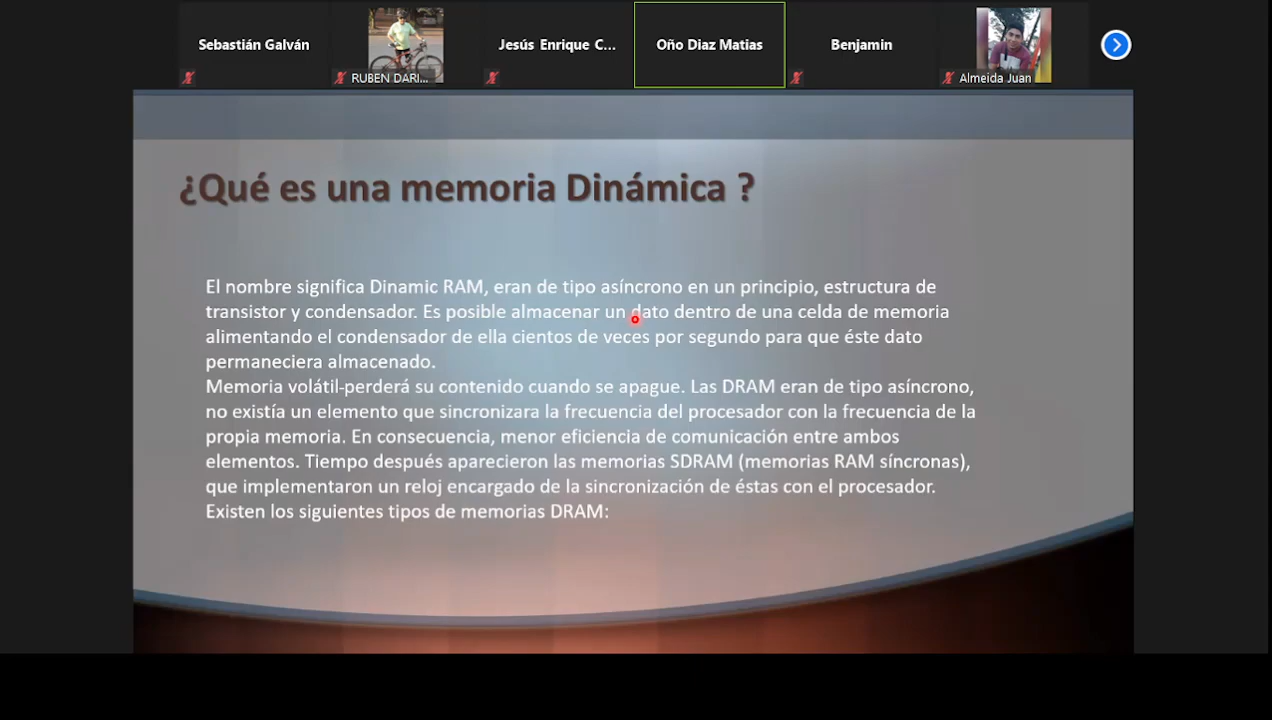 Sebastián Galván
RUBEN DARI...
Jesús Enrique C...
Oño Diaz Matias
Benjamin
Almeida Juan
¿Qué es una memoria Dinámica ?
El nombre significa Dinamic RAM, eran de tipo asíncrono en un principio, estructura de
transistor y condensador. Es posible almacenar un dato dentro de una celda de memoria
alimentando el condensador de ella cientos de veces por segundo para que éste dato
permaneciera almacenado.
Memoria volátil-perderá su contenido cuando se apague. Las DRAM eran de tipo asíncrono,
no existía un elemento que sincronizara la frecuencia del procesador con la frecuencia de la
propia memoria. En consecuencia, menor eficiencia de comunicación entre ambos
elementos. Tiempo después aparecieron las memorias SDRAM (memorias RAM síncronas),
que implementaron un reloj encargado de la sincronización de éstas con el procesador.
Existen los siguientes tipos de memorias DRAM: